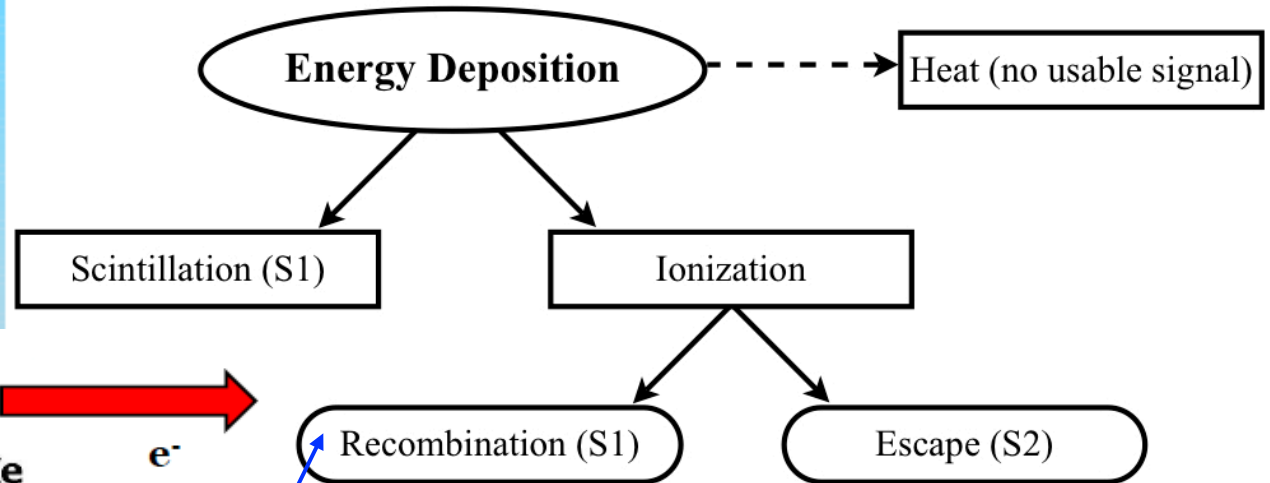 Energy Deposition
Heat (no usable signal)
Scintillation (S1)
Ionization
Recombination (S1)
Escape (S2)
e-